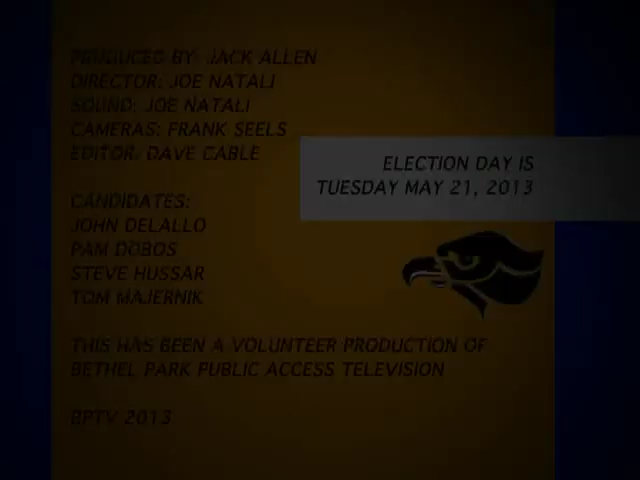 PRODUCED BY: JACK ALLEN
DIRECTOR: JOE NATALI
SOUND: JOE NATALI
CAMERAS: FRANK SEELS
EDITOR: DAVE CABLE
ELECTION DAY IS
TUESDAY MAY 21, 2013
CANDIDATES:
JOHN DELALLO
PAM DOBOS
STEVE HUSSAR
TOM MAJERNIK
THIS HAS BEEN A VOLUNTEER PRODUCTION OF
BETHEL PARK PUBLIC ACCESS TELEVISION
BPTV 2013